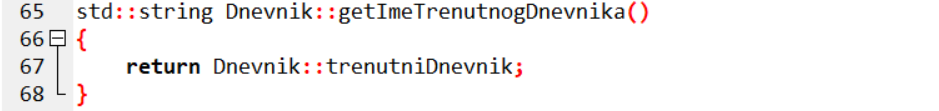 65 std::string Dnevnik::getImeTrenutnogDnevnika()
66 {
67 return Dnevnik::trenutniDnevnik;
68 }